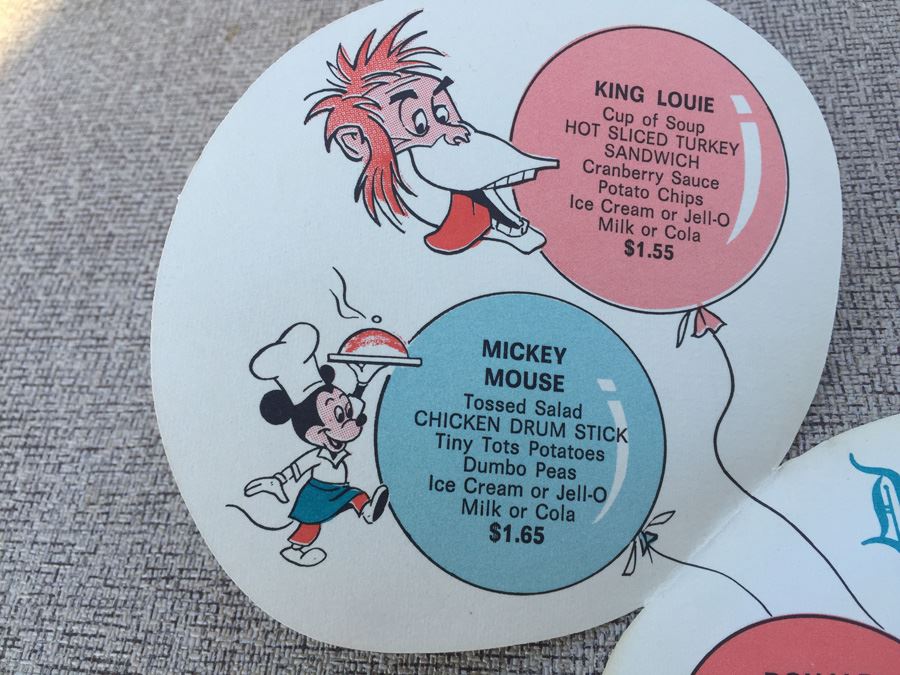 KING LOUIE
Cup of Soup
HOT SLICED TURKEY
SANDWICH
Cranberry Sauce
Potato Chips
Ice Cream or Jell-O
Milk or Cola
$1.55
MICKEY
MOUSE
Tossed Salad
CHICKEN DRUM STICK
Tiny Tots Potatoes
Dumbo Peas
Ice Cream or Jell-O
Milk or Cola
$1.65